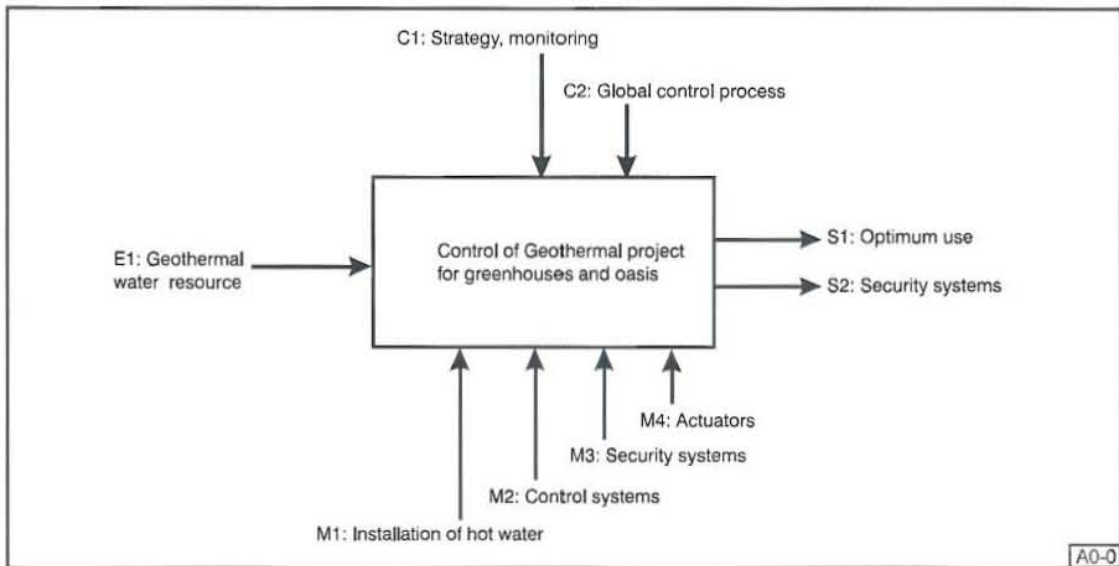 C1: Strategy, monitoring
C2: Global control process
E1: Geothermal
water resource
Control of Geothermal project
for greenhouses and oasis
S1: Optimum use
S2: Security systems
M4: Actuators
M3: Security systems
M2: Control systems
M1: Installation of hot water
A0-0